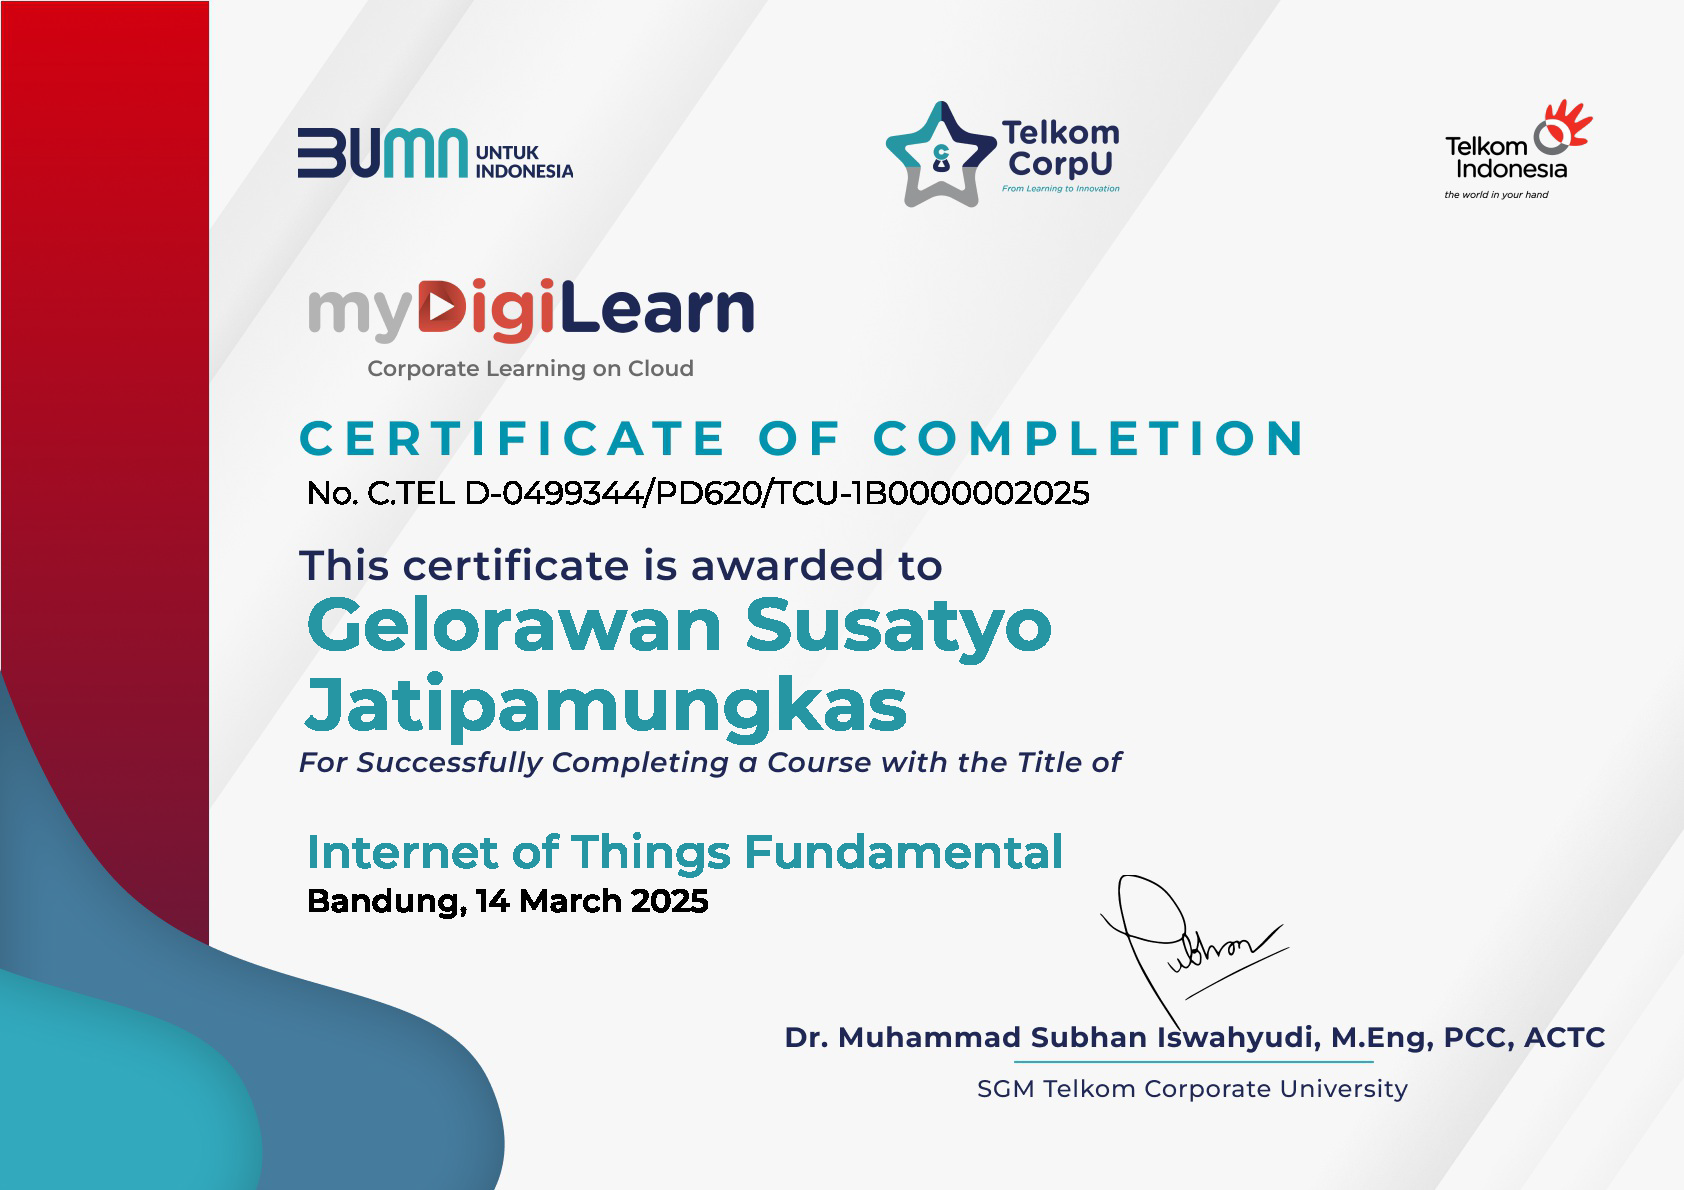 BUMN UNTUK
INDONESIA
Telkom
CorpU
From Learning to Innovation
Telkom
Indonesia
the world in your hand
myDigiLearn
Corporate Learning on Cloud
CERTIFICATE OF COMPLETION
No. C.TEL D-0499344/PD620/TCU-1B0000002025
This certificate is awarded to
Gelorawan Susatyo
Jatipamungkas
For Successfully Completing a Course with the Title of
Internet of Things Fundamental
Bandung, 14 March 2025
Subhan
Dr. Muhammad Subhan Iswahyudi, M.Eng, PCC, ACTC
SGM Telkom Corporate University